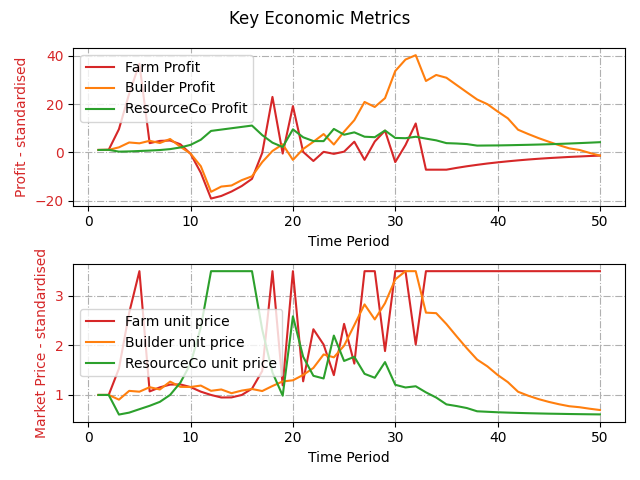 Key Economic Metrics
Profit - standardised
40
20
0
−20
Farm Profit
Builder Profit
ResourceCo Profit
0 10 20 30 40 50
Time Period
Market Price - standardised
3
2
1
Farm unit price
Builder unit price
ResourceCo unit price
0 10 20 30 40 50
Time Period